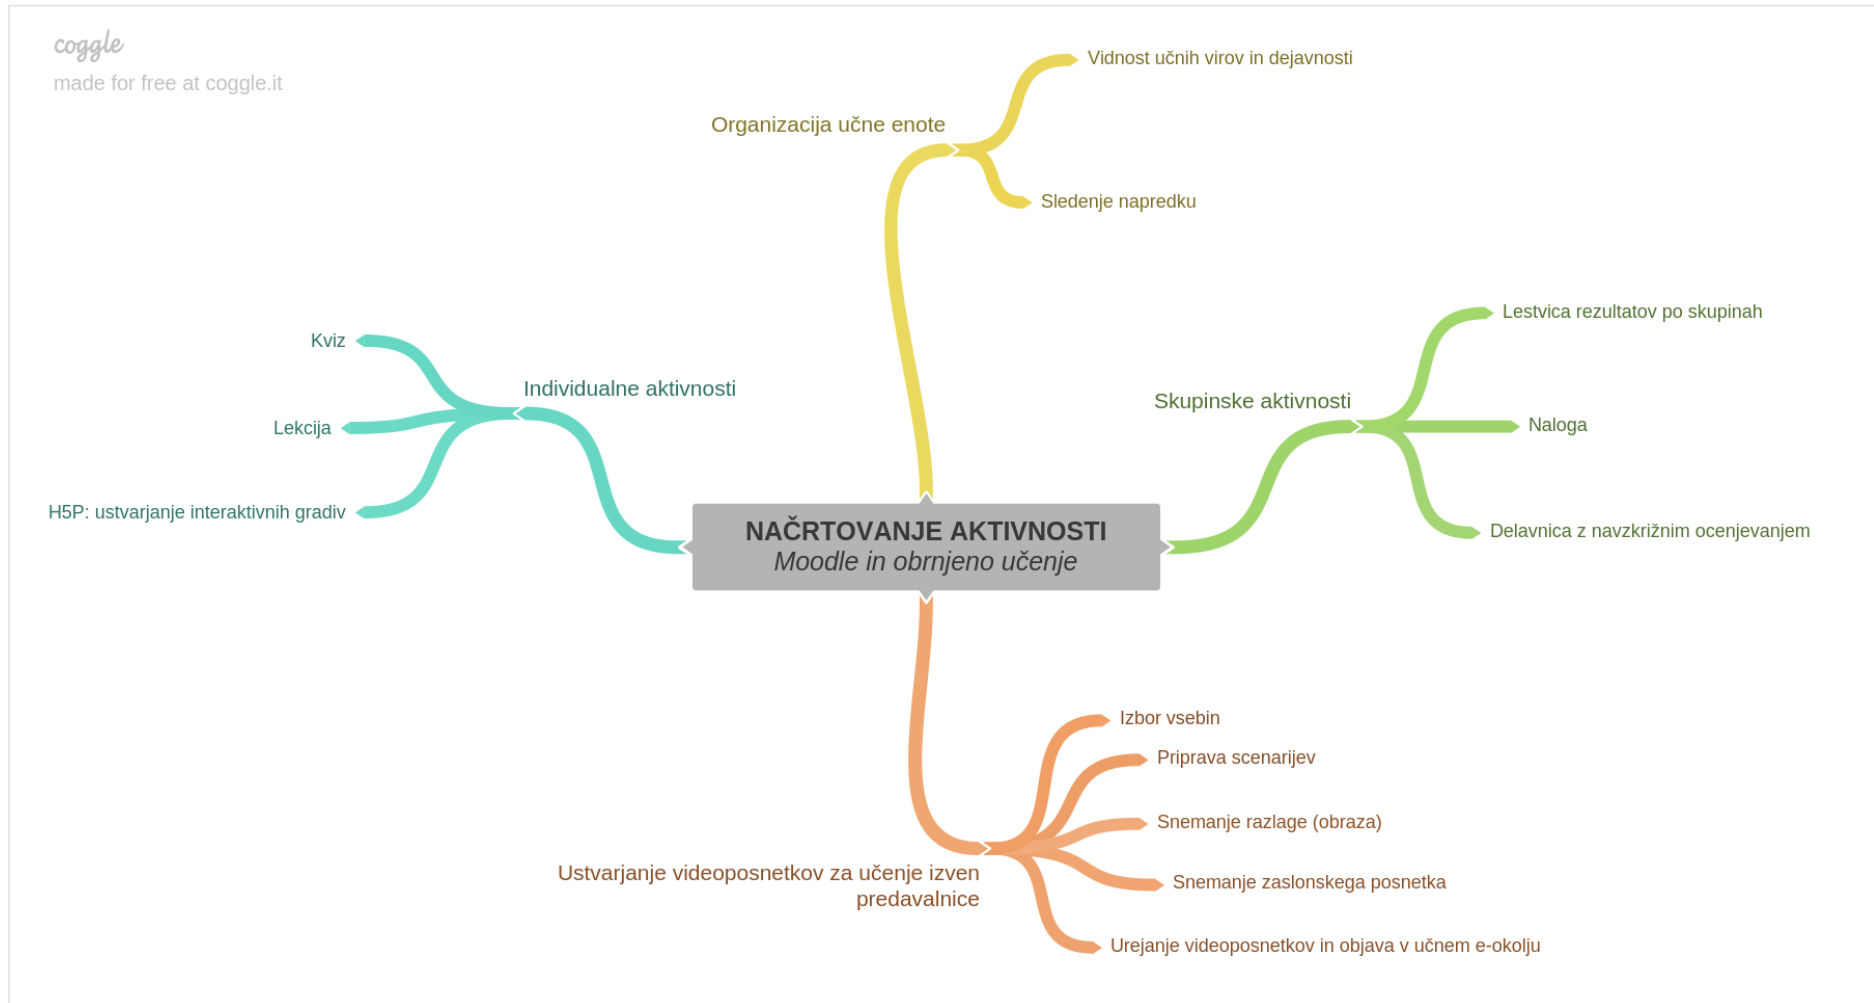 coggle
made for free at coggle.it
Vidnost učnih virov in dejavnosti
Organizacija učne enote
Sledenje napredku
Lestvica rezultatov po skupinah
Kviz
Individualne aktivnosti
Skupinske aktivnosti
Lekcija
Naloga
H5P: ustvarjanje interaktivnih gradiv
NAČRTOVANJE AKTIVNOSTI
Moodle in obrnjeno učenje
Delavnica z navzkrižnim ocenjevanjem
Izbor vsebin
Priprava scenarijev
Snemanje razlage (obraza)
Ustvarjanje videoposnetkov za učenje izven
predavalnice
Snemanje zaslonskega posnetka
Urejanje videoposnetkov in objava v učnem e-okolju